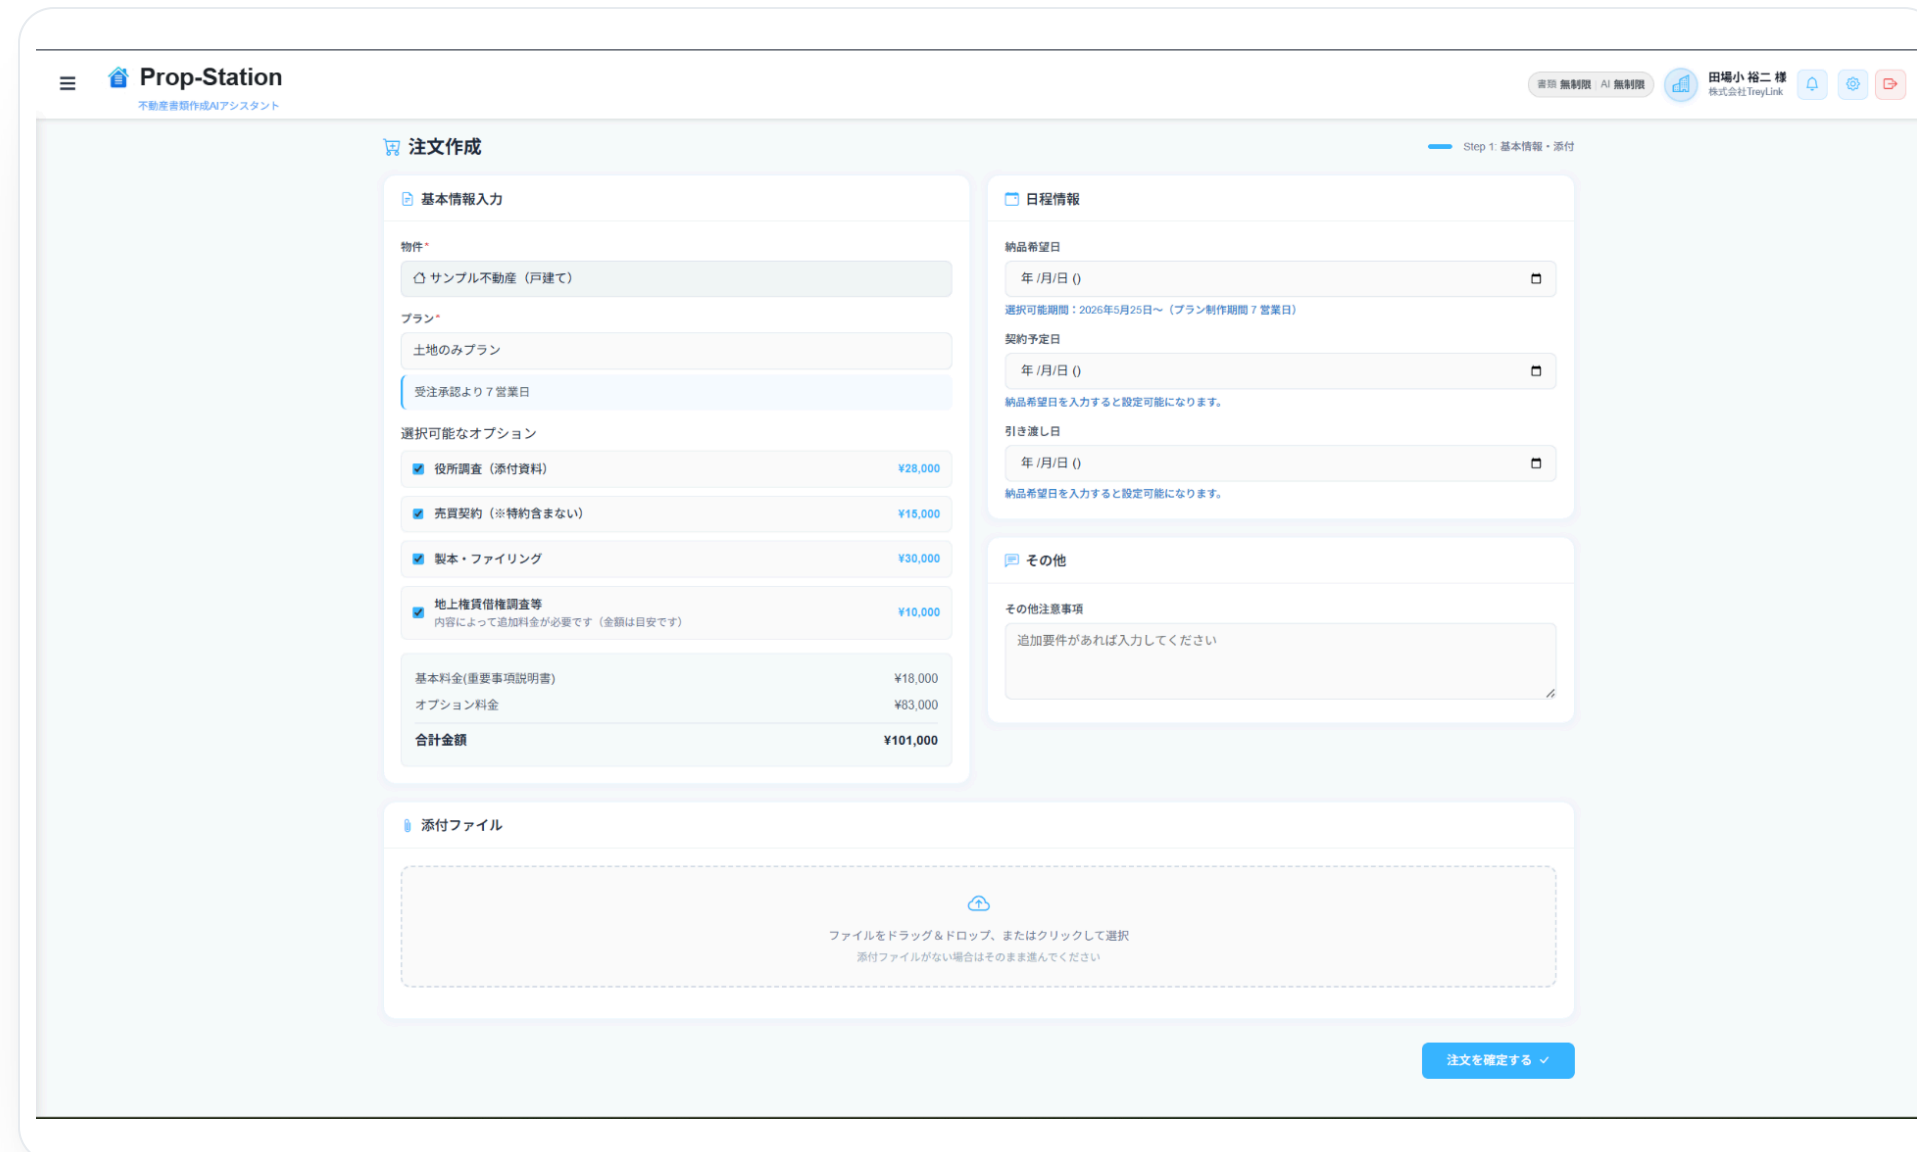 Prop-Station
不動産書類作成AIアシスタント
書類 無制限 AI 無制限
田場小 裕二 様
株式会社TreyLink
注文作成
Step 1: 基本情報・添付
基本情報入力
物件*
サンプル不動産（戸建て）
プラン*
土地のみプラン
受注承認より７営業日
選択可能なオプション
役所調査（添付資料） ¥28,000
売買契約（※特約含まない） ¥15,000
製本・ファイリング ¥30,000
地上権賃借権調査等 ¥10,000
内容によって追加料金が必要です（金額は目安です）
基本料金(重要事項説明書) ¥18,000
オプション料金 ¥83,000
合計金額 ¥101,000
日程情報
納品希望日
年 /月/日 ()
選択可能期間：2026年5月25日〜（プラン制作期間７営業日）
契約予定日
年 /月/日 ()
納品希望日を入力すると設定可能になります。
引き渡し日
年 /月/日 ()
納品希望日を入力すると設定可能になります。
その他
その他注意事項
追加要件があれば入力してください
添付ファイル
ファイルをドラッグ＆ドロップ、またはクリックして選択
添付ファイルがない場合はそのまま進んでください
注文を確定する